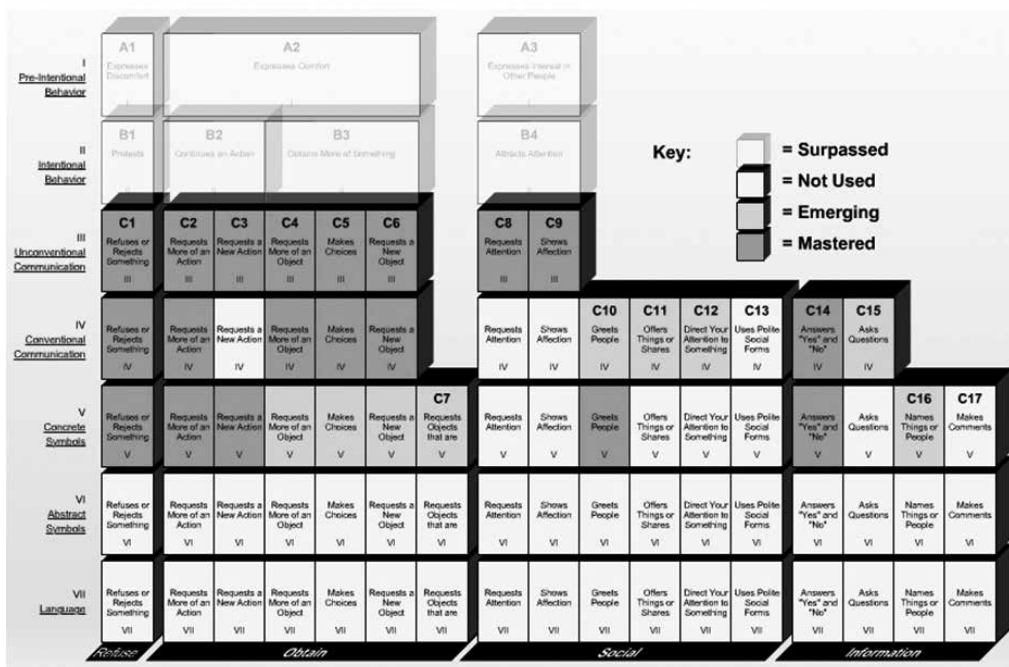 A1 A2 A3
I Expresses Expresses Comfort Expresses Interest in
Pre-Intentional Discomfort Other People
Behavior
B1 B2 B3 B4
II Protests Continues an Action Obtains More of Something Attracts Attention
Intentional
Behavior
Key:
= Surpassed
= Not Used
= Emerging
= Mastered
C1 C2 C3 C4 C5 C6 C8 C9
III Refuses or Requests Requests a Requests Makes Requests a Requests Shows
Unconventional Rejects More of an New Action More of an Choices New Attention Affection
Communication Something Action Object Object
III III III III III III III III
C10 C11 C12 C13 C14 C15
IV Refuses or Requests Requests a Requests Makes Requests a Requests Shows Greets Offers Direct Your Uses Polite Answers Asks
Conventional Rejects More of an New Action More of an Choices New Attention Affection People Things or Attention to Social "Yes" and Questions
Communication Something Action Object Object Shares Something Forms "No"
IV IV IV IV IV IV IV IV IV IV IV IV IV IV
C7 C16 C17
V Refuses or Requests Requests a Requests Makes Requests a Requests Requests Shows Greets Offers Direct Your Uses Polite Answers Asks Names Makes
Concrete Rejects More of an New Action More of an Choices New Objects Attention Affection People Things or Attention to Social "Yes" and Questions Things or Comments
Symbols Something Action Object Object that are Shares Something Forms "No" People
V V V V V V V V V V V V V V V V V
VI Refuses or Requests Requests a Requests Makes Requests a Requests Requests Shows Greets Offers Direct Your Uses Polite Answers Asks Names Makes
Abstract Rejects More of an New Action More of an Choices New Objects Attention Affection People Things or Attention to Social "Yes" and Questions Things or Comments
Symbols Something Action Object Object that are Shares Something Forms "No" People
VI VI VI VI VI VI VI VI VI VI VI VI VI VI VI VI VI
VII Refuses or Requests Requests a Requests Makes Requests a Requests Requests Shows Greets Offers Direct Your Uses Polite Answers Asks Names Makes
Language Rejects More of an New Action More of an Choices New Objects Attention Affection People Things or Attention to Social "Yes" and Questions Things or Comments
Something Action Object Object that are Shares Something Forms "No" People
VII VII VII VII VII VII VII VII VII VII VII VII VII VII VII VII VII
Refuse Obtain Social Information